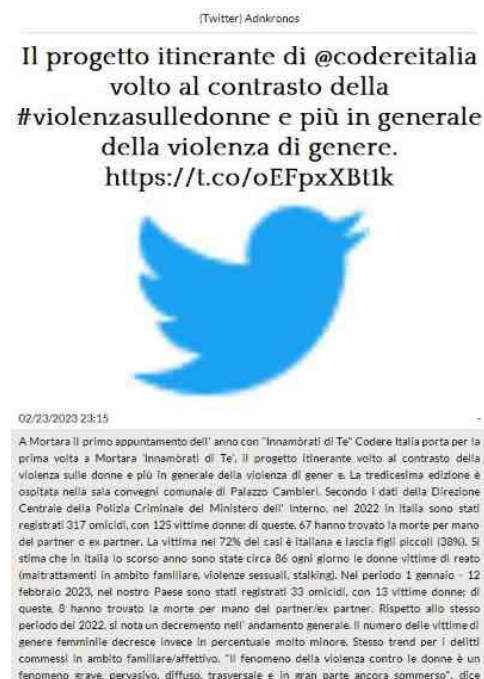 (Twitter) Adnkronos
Il progetto itinerante di @codereitalia
volto al contrasto della
#violenzasulledonne e più in generale
della violenza di genere.
https://t.co/oEFpxXBt1k
02/23/2023 23:15
-
A Mortara il primo appuntamento dell' anno con "Innamòrati di Te" Codere Italia porta per la
prima volta a Mortara 'Innamòrati di Te', il progetto itinerante volto al contrasto della
violenza sulle donne e più in generale della violenza di gener e. La tredicesima edizione è
ospitata nella sala convegni comunale di Palazzo Cambieri. Secondo i dati della Direzione
Centrale della Polizia Criminale del Ministero dell' Interno, nel 2022 in Italia sono stati
registrati 317 omicidi, con 125 vittime donne: di queste, 67 hanno trovato la morte per mano
del partner o ex partner. La vittima nel 72% dei casi è italiana e lascia figli piccoli (38%). Si
stima che in Italia lo scorso anno sono state circa 86 ogni giorno le donne vittime di reato
(maltrattamenti in ambito familiare, violenze sessuali, stalking). Nel periodo 1 gennaio - 12
febbraio 2023, nel nostro Paese sono stati registrati 33 omicidi, con 13 vittime donne; di
queste, 8 hanno trovato la morte per mano del partner/ex partner. Rispetto allo stesso
periodo del 2022, si nota un decremento nell' andamento generale. Il numero delle vittime di
genere femminile decresce invece in percentuale molto minore. Stesso trend per i delitti
commessi in ambito familiare/affettivo. "Il fenomeno della violenza contro le donne è un
fenomeno grave, pervasivo, diffuso, trasversale e in gran parte ancora sommerso", dice